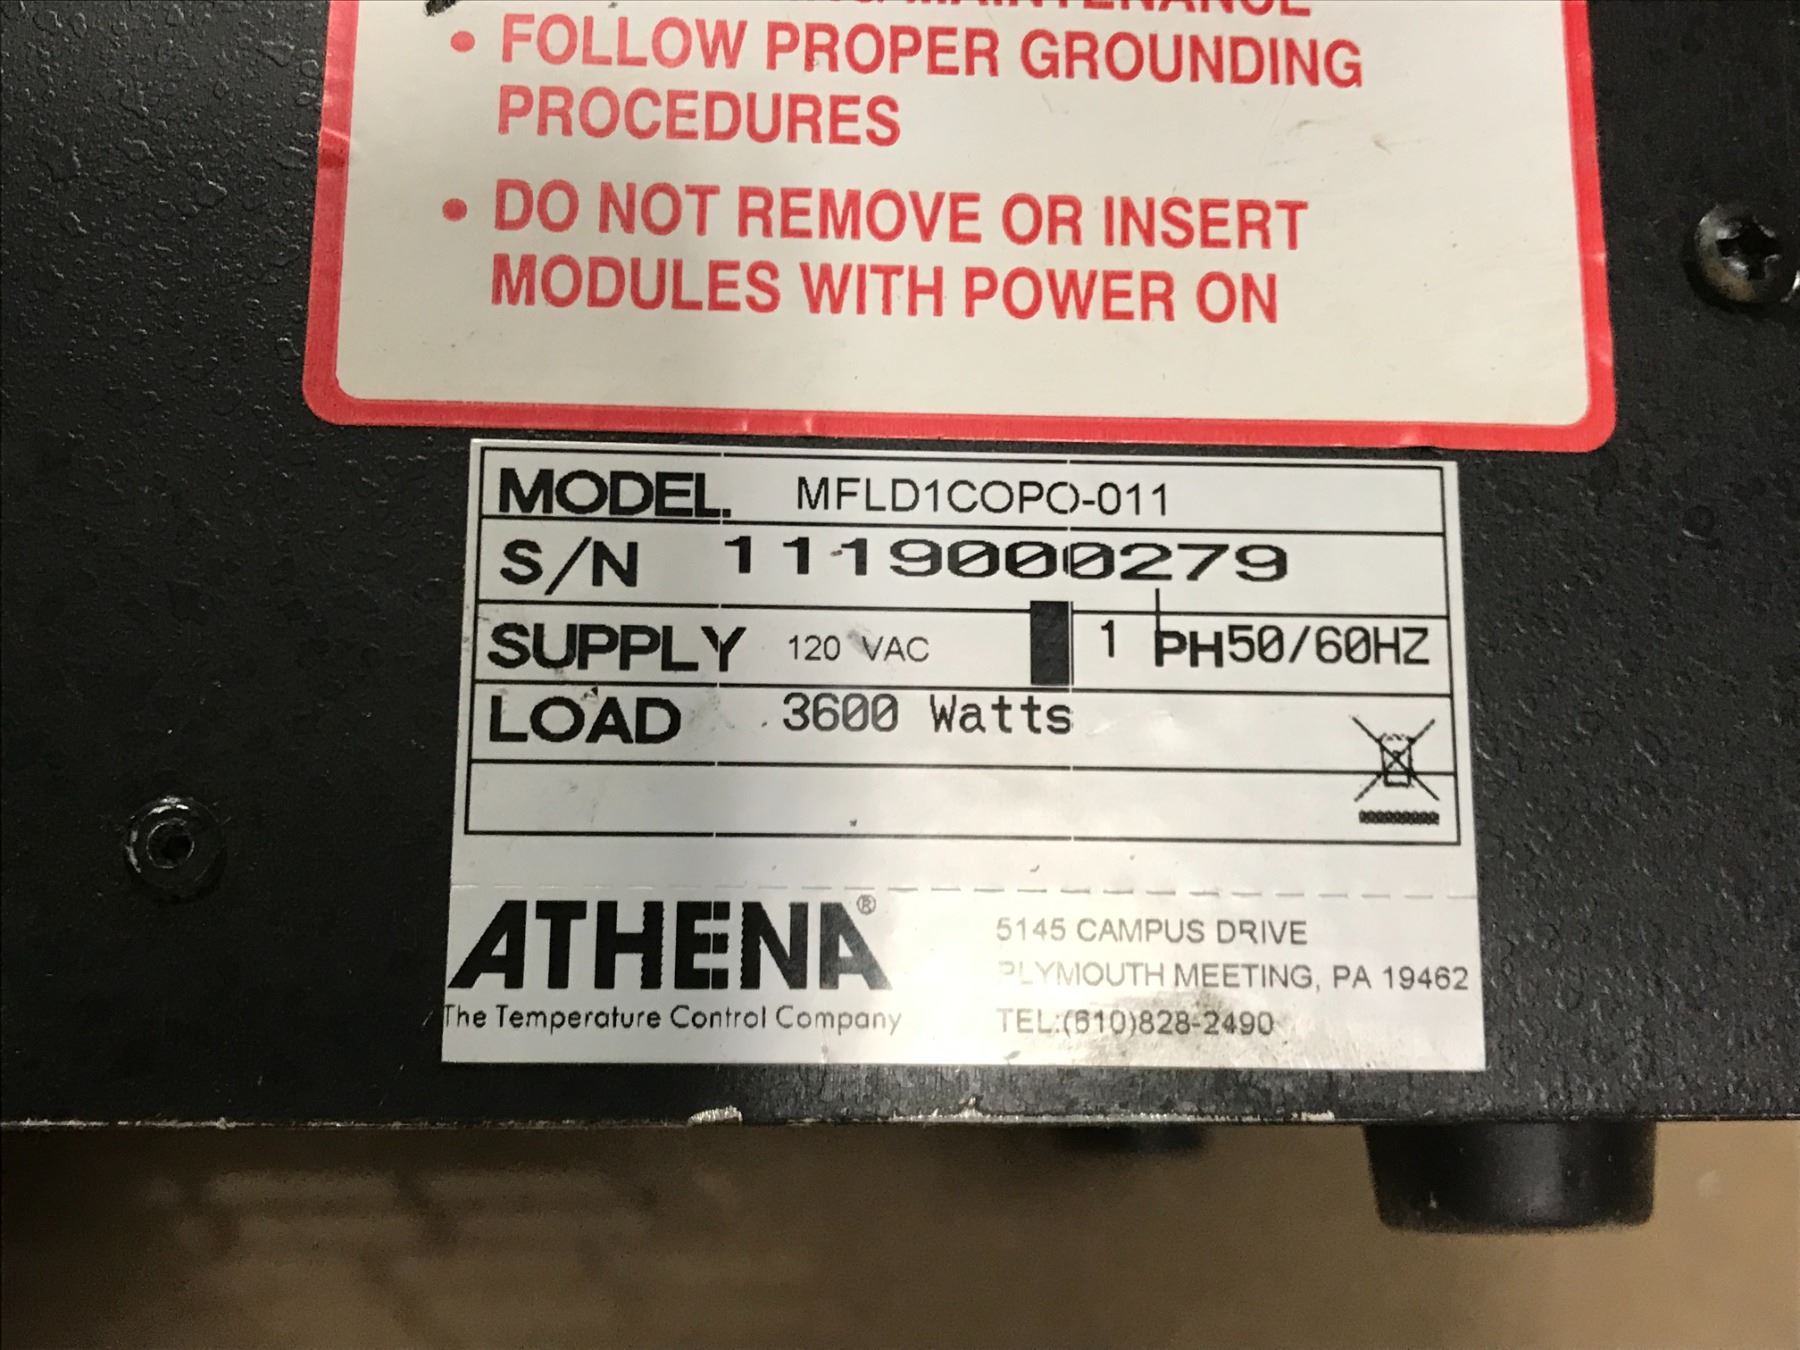 MAINTENANCE
• FOLLOW PROPER GROUNDING
PROCEDURES
• DO NOT REMOVE OR INSERT
MODULES WITH POWER ON
MODEL. MFLD1COPO-011
S/N 1119000279
SUPPLY 120 VAC 1 PH50/60HZ
LOAD 3600 Watts
ATHENA®
The Temperature Control Company
5145 CAMPUS DRIVE
PLYMOUTH MEETING, PA 19462
TEL:(610)828-2490